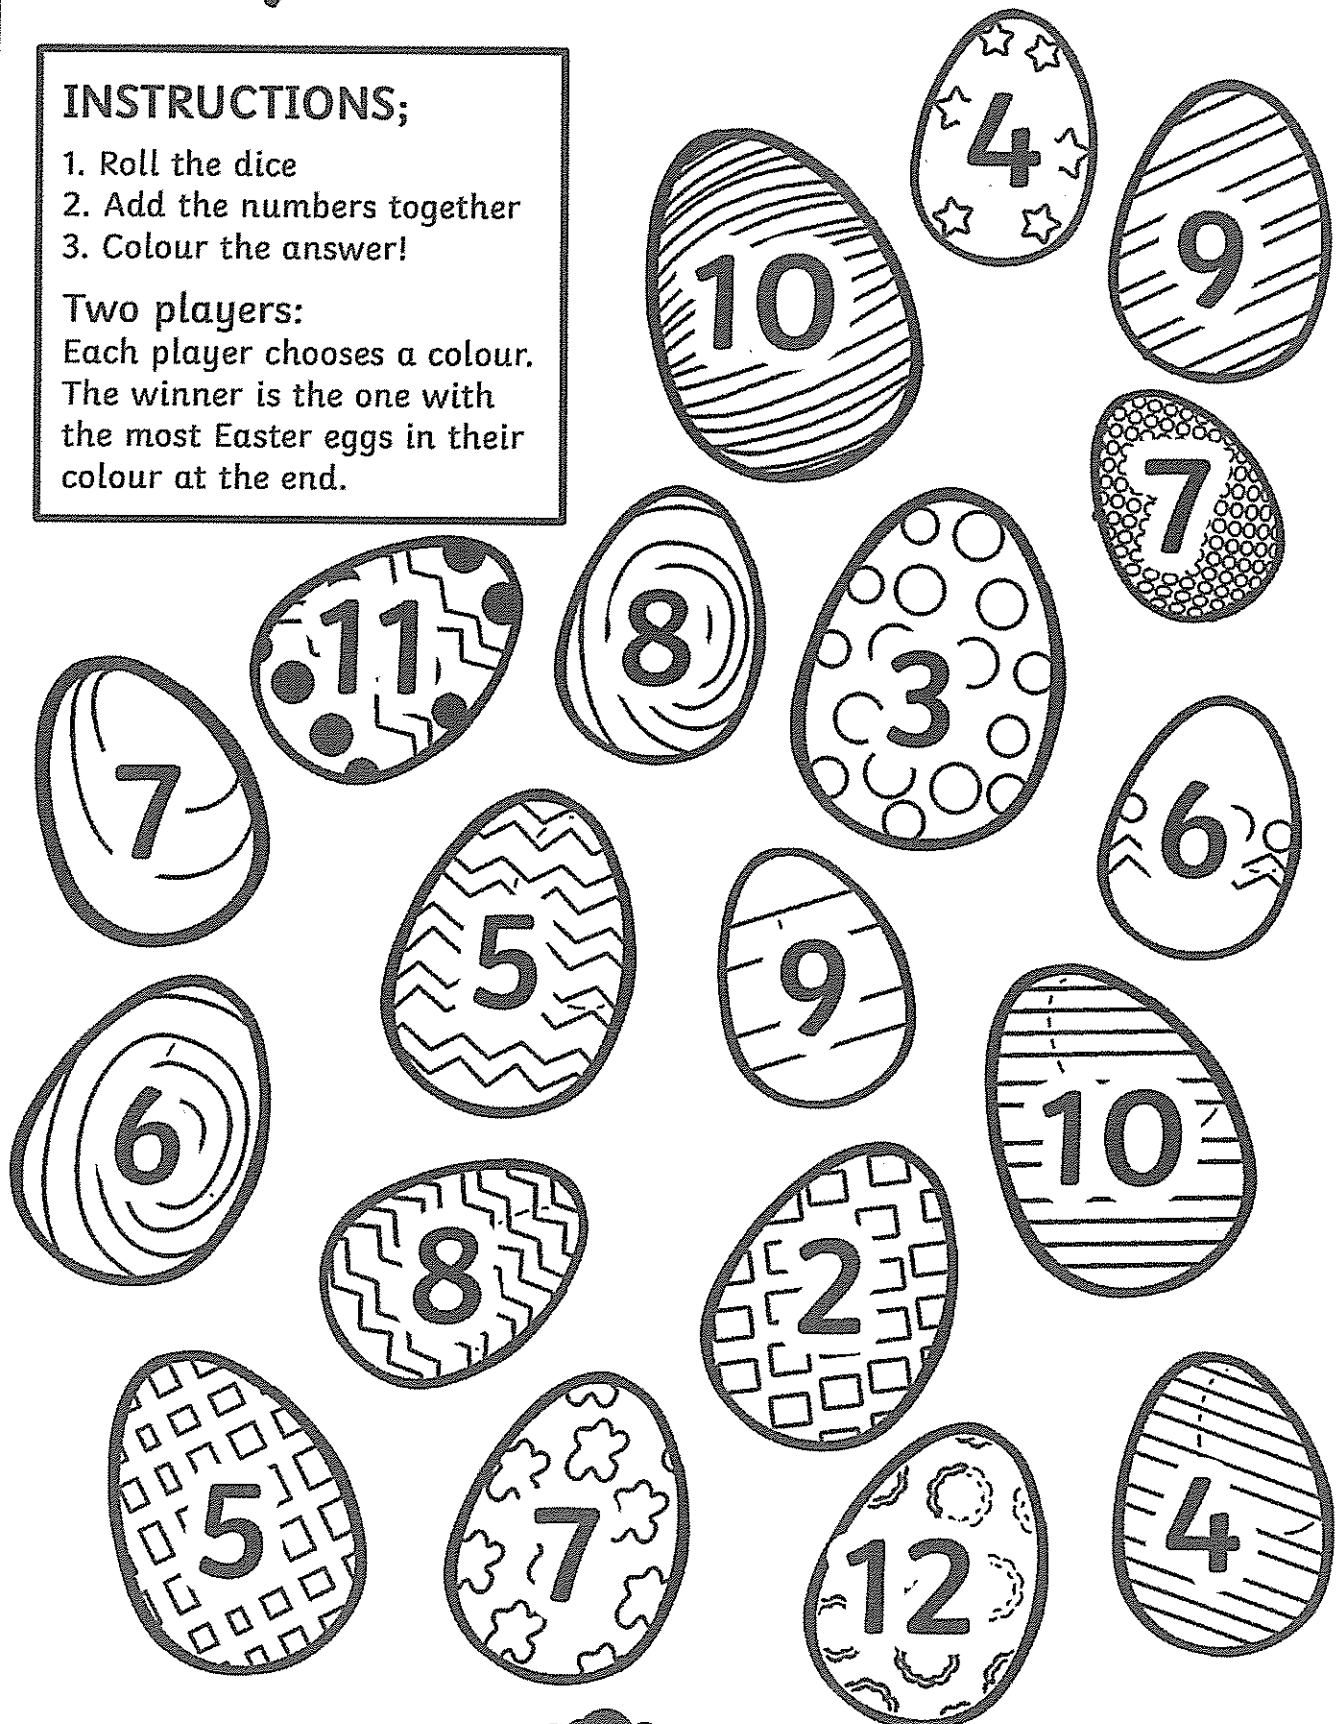 INSTRUCTIONS;
1. Roll the dice
2. Add the numbers together
3. Colour the answer!
Two players:
Each player chooses a colour.
The winner is the one with
the most Easter eggs in their
colour at the end.
4
9
10
7
11
8
3
7
6
5
9
6
10
8
2
5
7
12
4